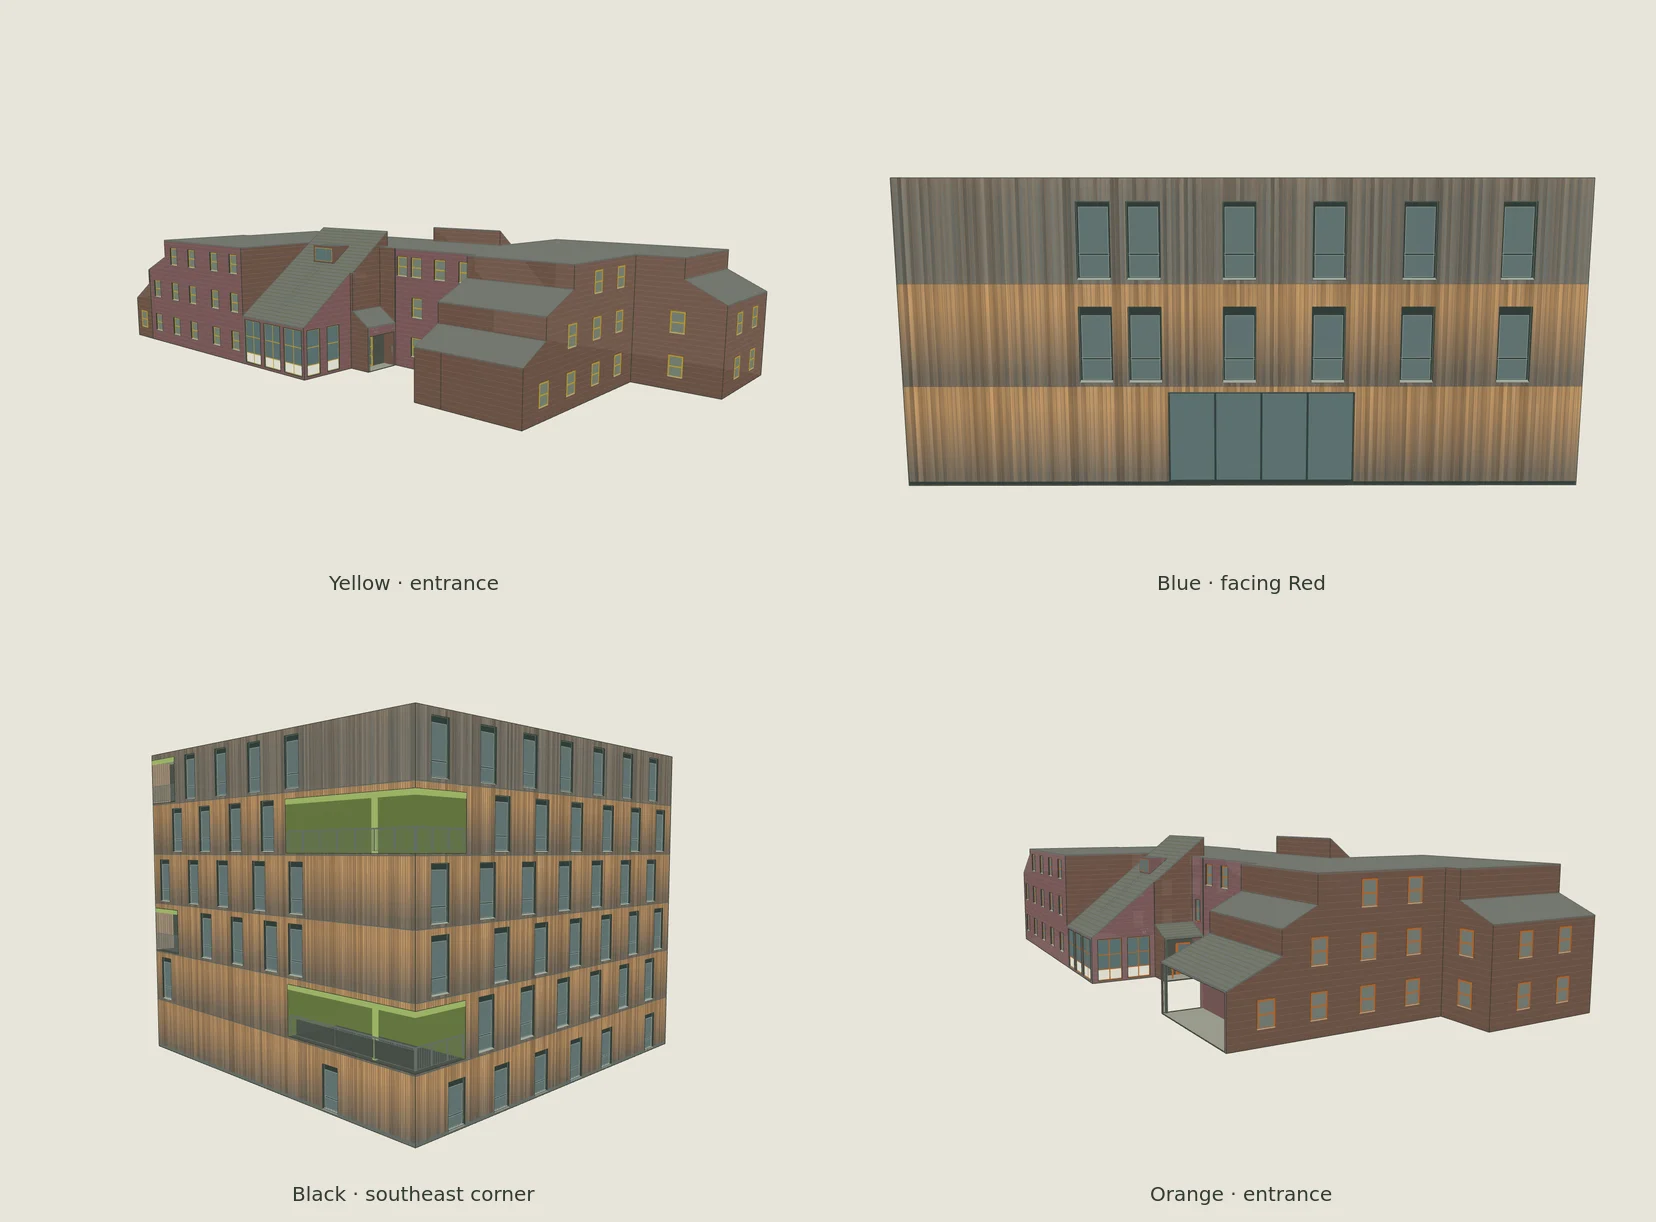 Yellow · entrance
Blue · facing Red
Black · southeast corner
Orange · entrance